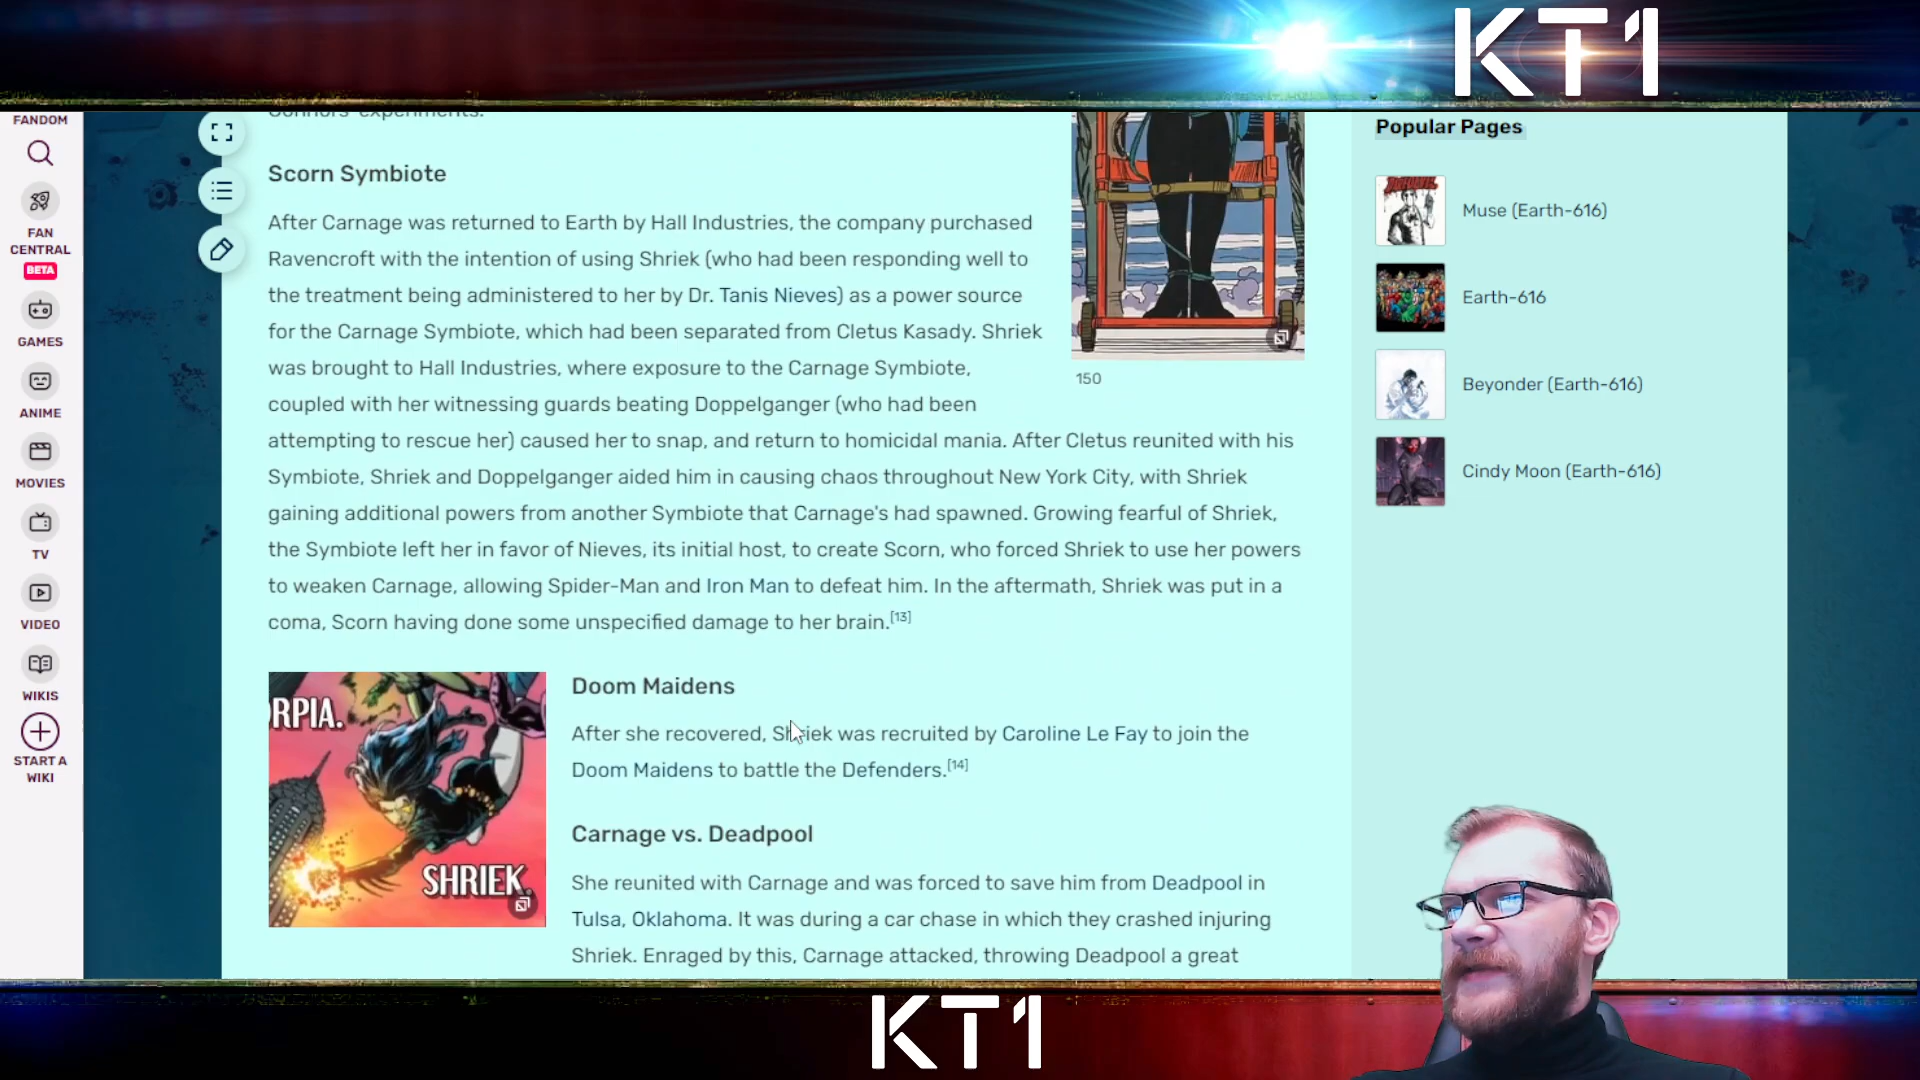 KT1
FANDOM
FAN
CENTRAL
BETA
GAMES
ANIME
MOVIES
TV
VIDEO
WIKIS
START A
WIKI
Connors' experiments.
Scorn Symbiote
After Carnage was returned to Earth by Hall Industries, the company purchased
Ravencroft with the intention of using Shriek (who had been responding well to
the treatment being administered to her by Dr. Tanis Nieves) as a power source
for the Carnage Symbiote, which had been separated from Cletus Kasady. Shriek
was brought to Hall Industries, where exposure to the Carnage Symbiote,
coupled with her witnessing guards beating Doppelganger (who had been
attempting to rescue her) caused her to snap, and return to homicidal mania. After Cletus reunited with his
Symbiote, Shriek and Doppelganger aided him in causing chaos throughout New York City, with Shriek
gaining additional powers from another Symbiote that Carnage's had spawned. Growing fearful of Shriek,
the Symbiote left her in favor of Nieves, its initial host, to create Scorn, who forced Shriek to use her powers
to weaken Carnage, allowing Spider-Man and Iron Man to defeat him. In the aftermath, Shriek was put in a
coma, Scorn having done some unspecified damage to her brain.[13]
150
RPIA.
SHRIEK.
Doom Maidens
After she recovered, Shriek was recruited by Caroline Le Fay to join the
Doom Maidens to battle the Defenders.[14]
Carnage vs. Deadpool
She reunited with Carnage and was forced to save him from Deadpool in
Tulsa, Oklahoma. It was during a car chase in which they crashed injuring
Shriek. Enraged by this, Carnage attacked, throwing Deadpool a great
Popular Pages
Muse (Earth-616)
Earth-616
Beyonder (Earth-616)
Cindy Moon (Earth-616)
KT1